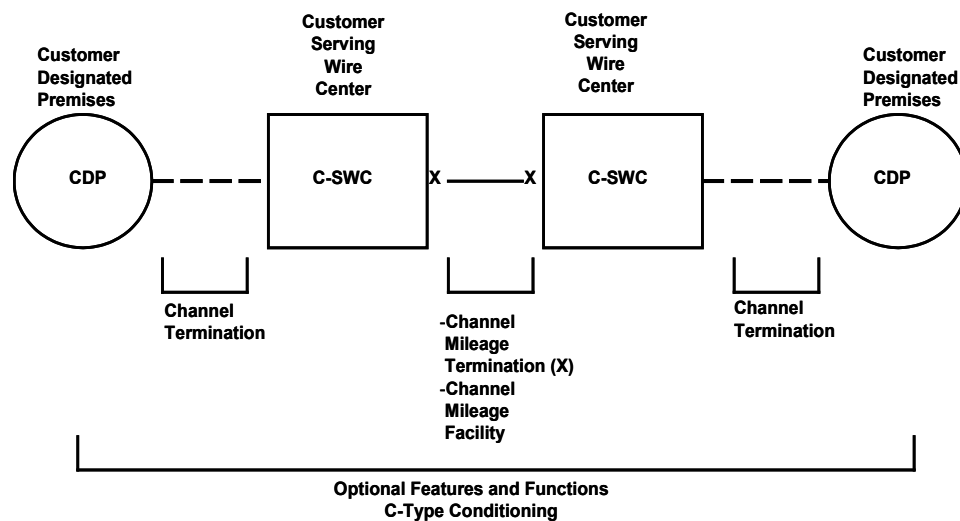 Customer
Designated
Premises
Customer
Serving
Wire
Center
Customer
Serving
Wire
Center
Customer
Designated
Premises
CDP
C-SWC
X
X
C-SWC
CDP
Channel
Termination
-Channel
Mileage
Termination (X)
-Channel
Mileage
Facility
Channel
Termination
Optional Features and Functions
C-Type Conditioning